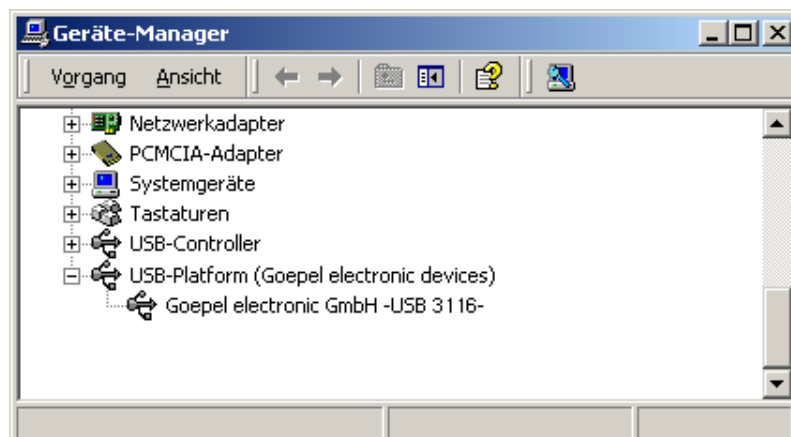 Geräte-Manager
Vorgang Ansicht
Netzwerkadapter
PCMCIA-Adapter
Systemgeräte
Tastaturen
USB-Controller
USB-Platform (Goepel electronic devices)
Goepel electronic GmbH -USB 3116-